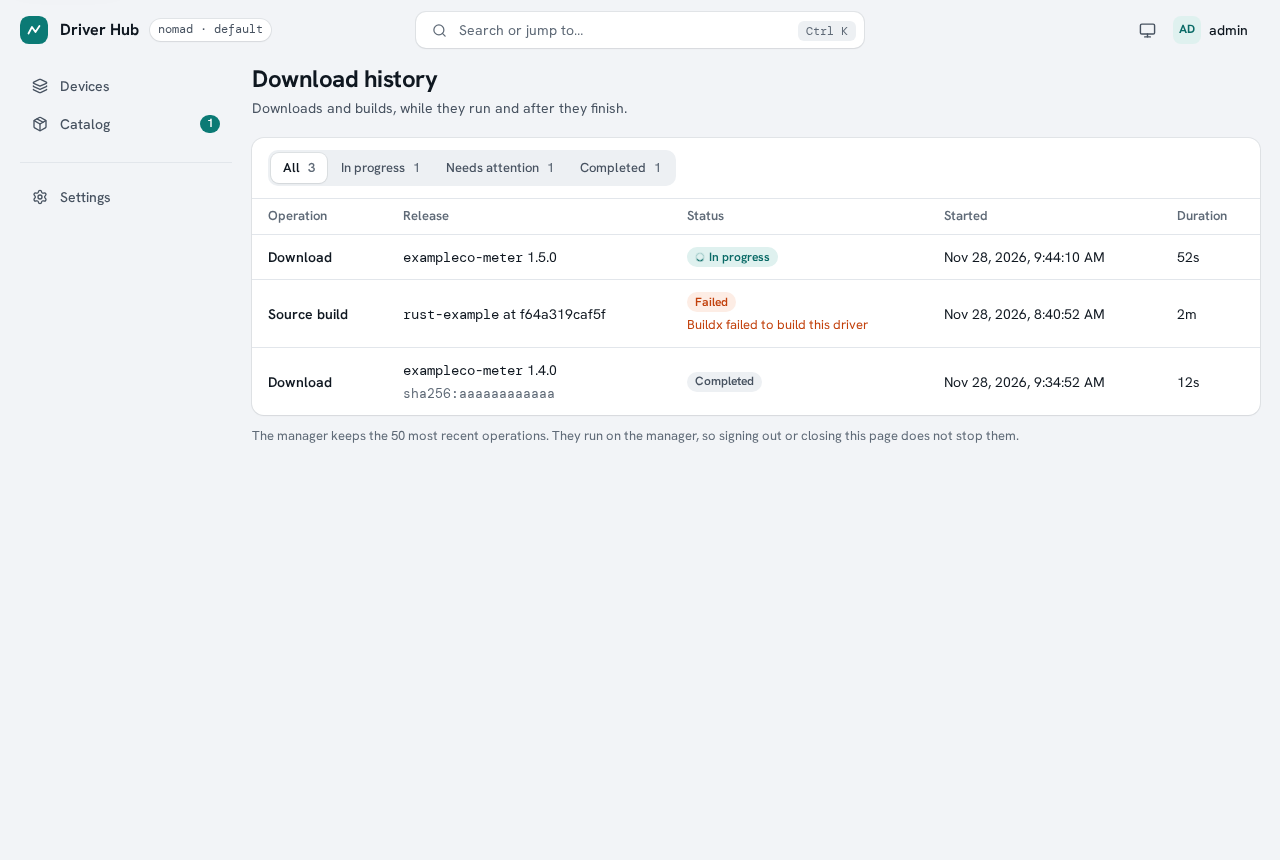 Driver Hub nomad · default Search or jump to... Ctrl K AD admin
Devices
Catalog 1
Settings
Download history
Downloads and builds, while they run and after they finish.
All 3 In progress 1 Needs attention 1 Completed 1
Operation Release Status Started Duration
Download exampleco-meter 1.5.0 In progress Nov 28, 2026, 9:44:10 AM 52s
Source build rust-example at f64a319caf5f Failed Nov 28, 2026, 8:40:52 AM 2m
Buildx failed to build this driver
Download exampleco-meter 1.4.0 Completed Nov 28, 2026, 9:34:52 AM 12s
sha256:aaaaaaaaaaaa
The manager keeps the 50 most recent operations. They run on the manager, so signing out or closing this page does not stop them.